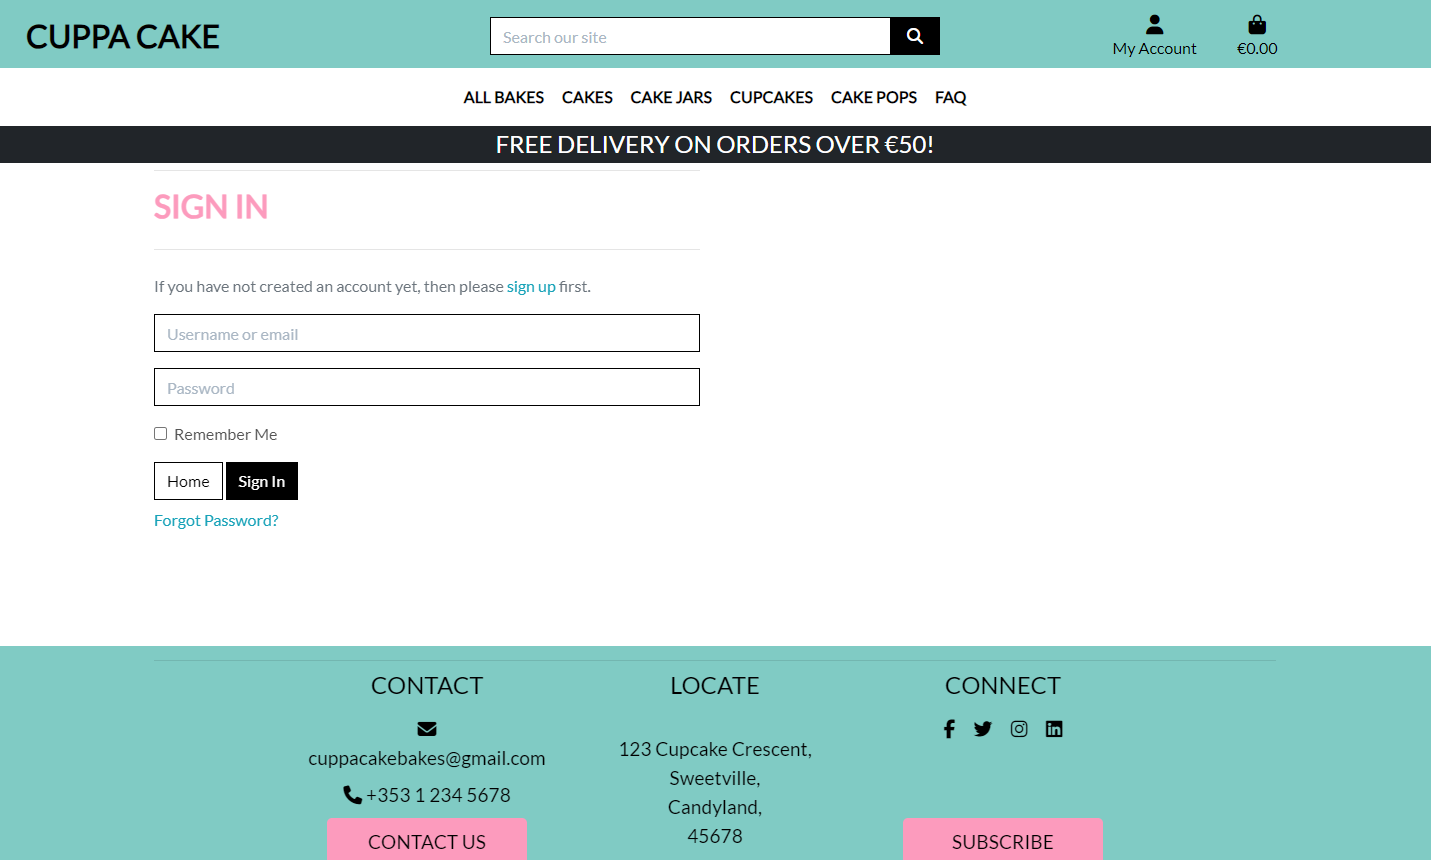 CUPPA CAKE
Search our site
My Account
€0.00
ALL BAKES CAKES CAKE JARS CUPCAKES CAKE POPS FAQ
FREE DELIVERY ON ORDERS OVER €50!
SIGN IN
If you have not created an account yet, then please sign up first.
Username or email
Password
Remember Me
Home Sign In
Forgot Password?
CONTACT
cuppacakebakes@gmail.com
+353 1 234 5678
CONTACT US
LOCATE
123 Cupcake Crescent,
Sweetville,
Candyland,
45678
CONNECT
SUBSCRIBE